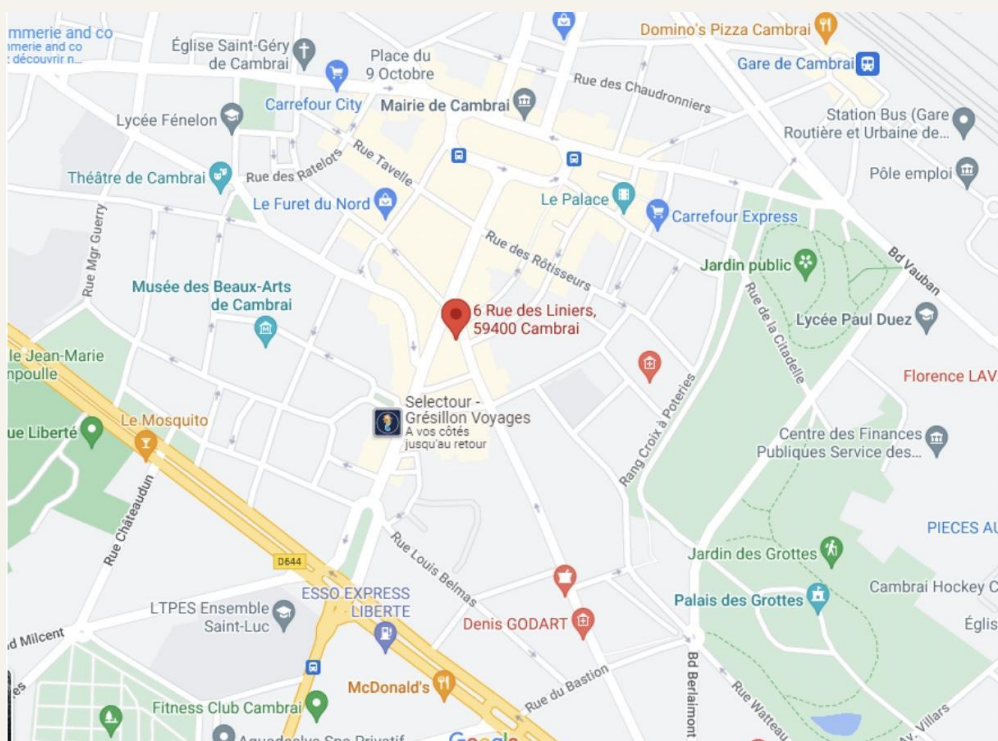 mmerie and co
nmerie and co
t découvrir n...
Église Saint-Géry
de Cambrai
Place du
9 Octobre
Domino's Pizza Cambrai
Gare de Cambrai
Carrefour City
Mairie de Cambrai
Rue des Chaudronniers
Station Bus (Gare
Routière et Urbaine de...
Lycée Fénelon
Rue Tavelle
Rue des Ratelots
Théâtre de Cambrai
Le Furet du Nord
Le Palace
Pôle emploi
Carrefour Express
Rue Mgr Guerry
Rue des Rôtisseurs
Jardin public
Bd Vauban
Musée des Beaux-Arts
de Cambrai
6 Rue des Liniers,
59400 Cambrai
Rue de la Citadelle
Lycée Paul Duez
le Jean-Marie
npoulle
Florence LAV
Le Mosquito
ue Liberté
Selectour -
Grésillon Voyages
A vos côtés
jusqu'au retour
Rang Croix à Poteries
Centre des Finances
Publiques Service des...
Rue Châteaudun
PIECES AU
D644
Rue Louis Belmas
Jardin des Grottes
ESSO EXPRESS
LIBERTE
LTPES Ensemble
Saint-Luc
Palais des Grottes
Cambrai Hockey C
Denis GODART
Églis
d Milcent
McDonald's
Rue du Bastion
Bd Berlaimont
Rue Watteau
Av. Villars
es
Fitness Club Cambrai
Aquadealys Spa Privatif
Google